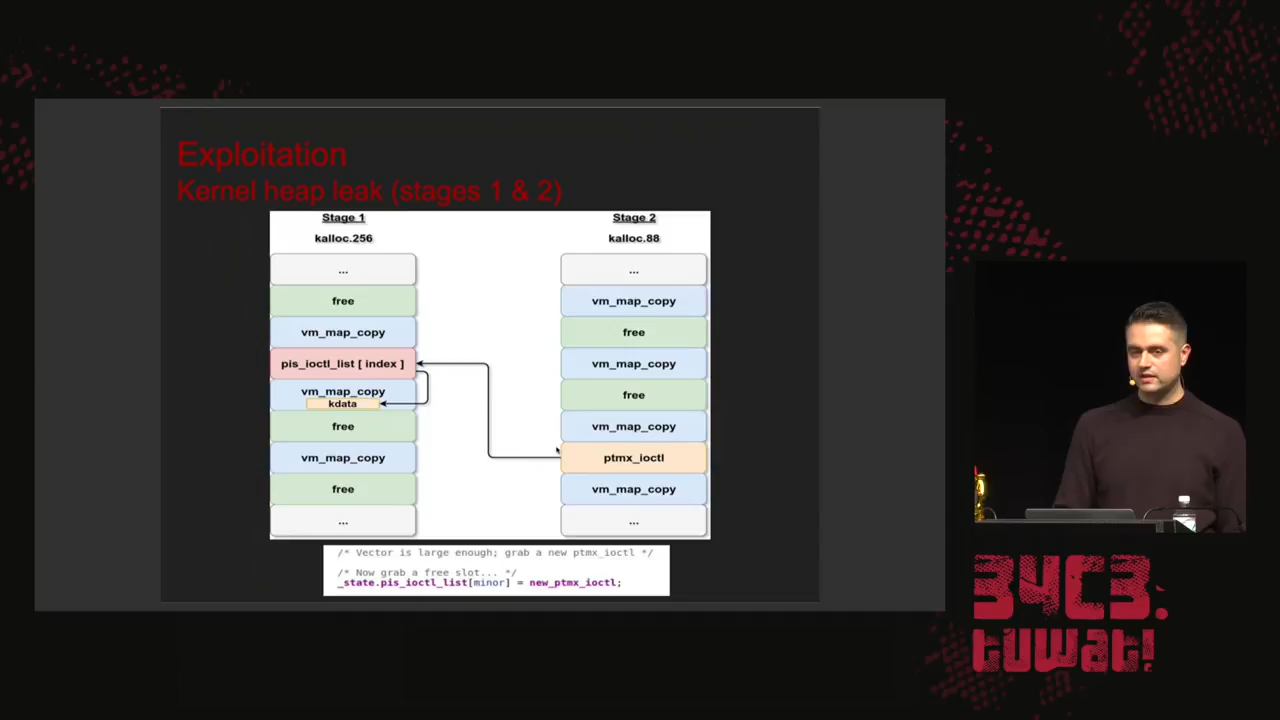 Exploitation
Kernel heap leak (stages 1 & 2)
Stage 1
kalloc.256
...
free
vm_map_copy
pis_ioctl_list [ index ]
vm_map_copy
kdata
free
vm_map_copy
free
...
Stage 2
kalloc.88
...
vm_map_copy
free
vm_map_copy
free
vm_map_copy
ptmx_ioctl
vm_map_copy
...
/* Vector is large enough; grab a new ptmx_ioctl */
/* Now grab a free slot... */
_state.pis_ioctl_list[minor] = new_ptmx_ioctl;
34C3.
tuwat!